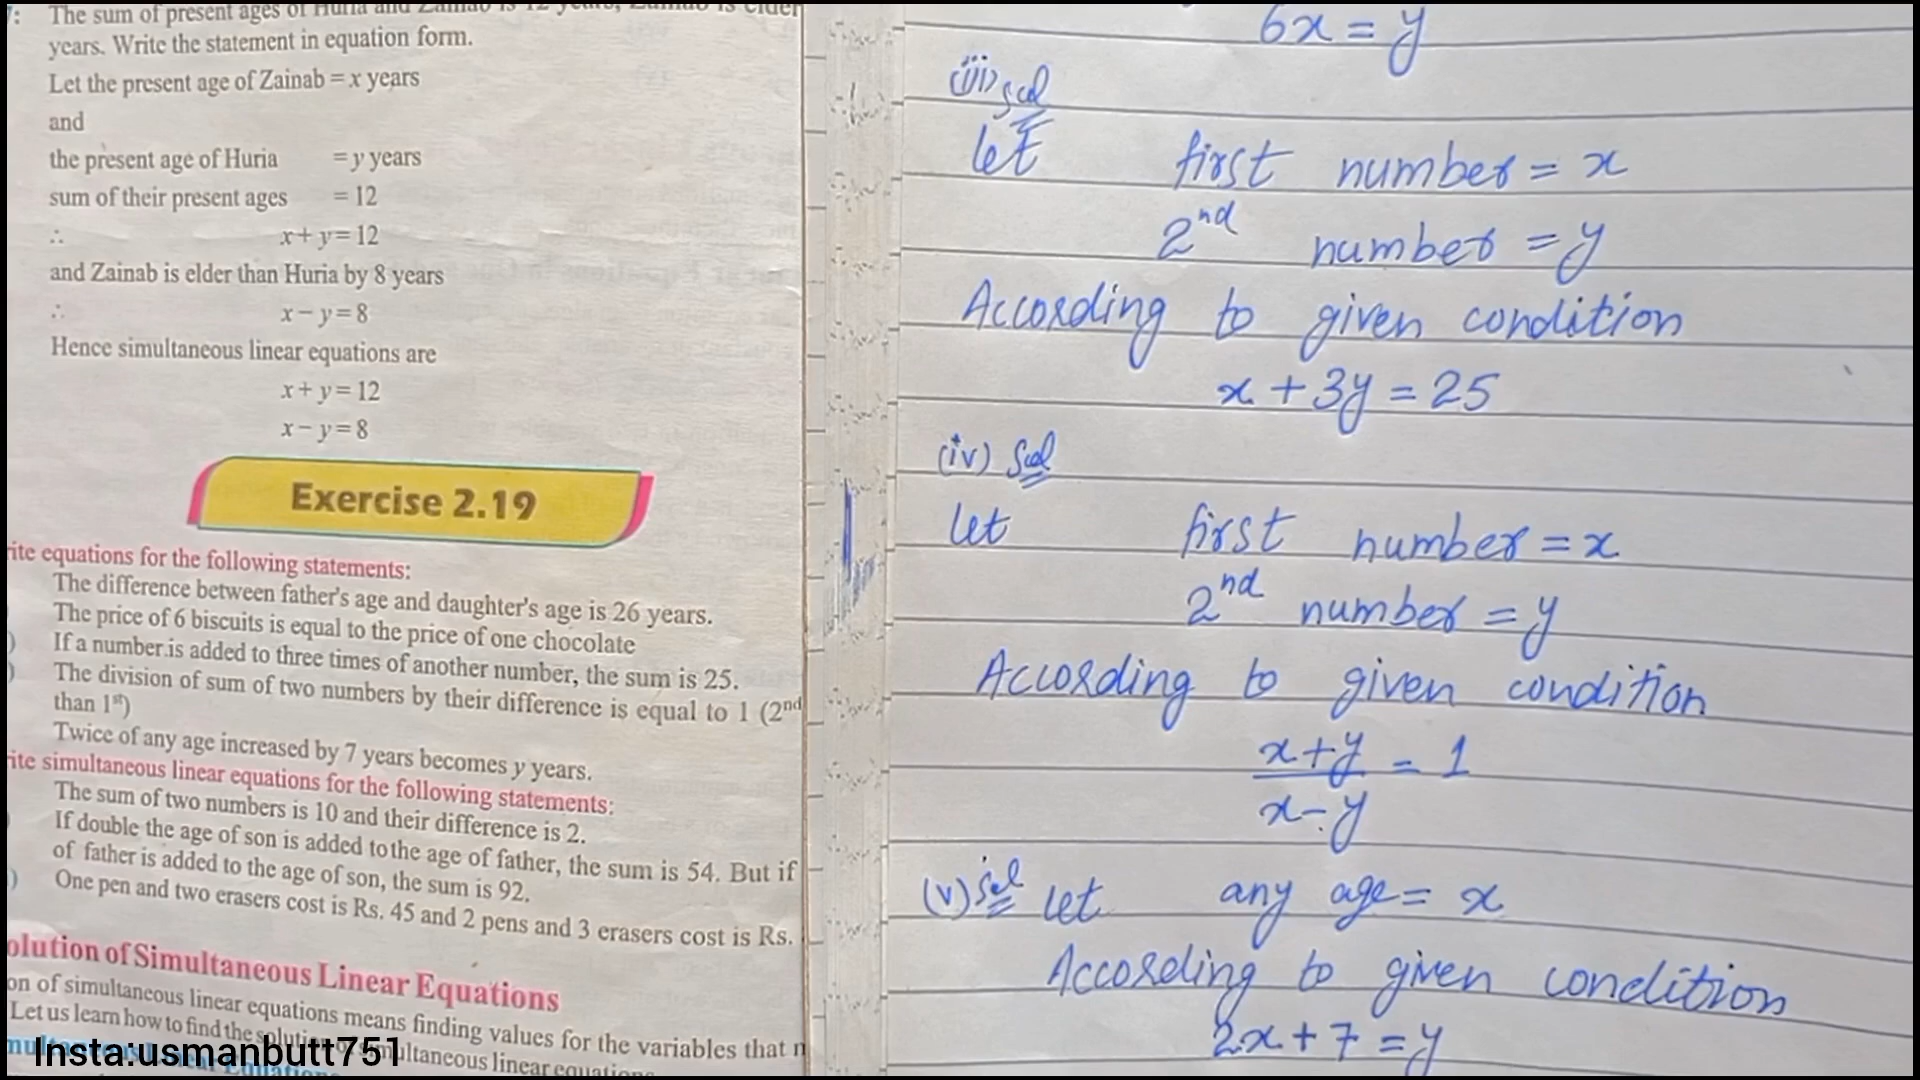 : The sum of present ages of Huria and Zainab is 12 years, Zainab is elder
years. Write the statement in equation form.
Let the present age of Zainab = x years
and
the present age of Huria = y years
sum of their present ages = 12
∴ x + y = 12
and Zainab is elder than Huria by 8 years
∴ x − y = 8
Hence simultaneous linear equations are
x + y = 12
x − y = 8
Exercise 2.19
rite equations for the following statements:
The difference between father's age and daughter's age is 26 years.
The price of 6 biscuits is equal to the price of one chocolate
) If a number is added to three times of another number, the sum is 25.
) The division of sum of two numbers by their difference is equal to 1 (2nd
than 1st)
Twice of any age increased by 7 years becomes y years.
rite simultaneous linear equations for the following statements:
The sum of two numbers is 10 and their difference is 2.
If double the age of son is added to the age of father, the sum is 54. But if
of father is added to the age of son, the sum is 92.
) One pen and two erasers cost is Rs. 45 and 2 pens and 3 erasers cost is Rs.
olution of Simultaneous Linear Equations
on of simultaneous linear equations means finding values for the variables that
Let us learn how to find the solution of simultaneous linear equations
Insta:usmanbutt751
6x = y
(iii) Sol
Let first number = x
2nd number = y
According to given condition
x + 3y = 25
(iv) Sol
Let first number = x
2nd number = y
According to given condition
x+y = 1
x-y
(v) Sol Let any age = x
According to given condition
2x + 7 = y